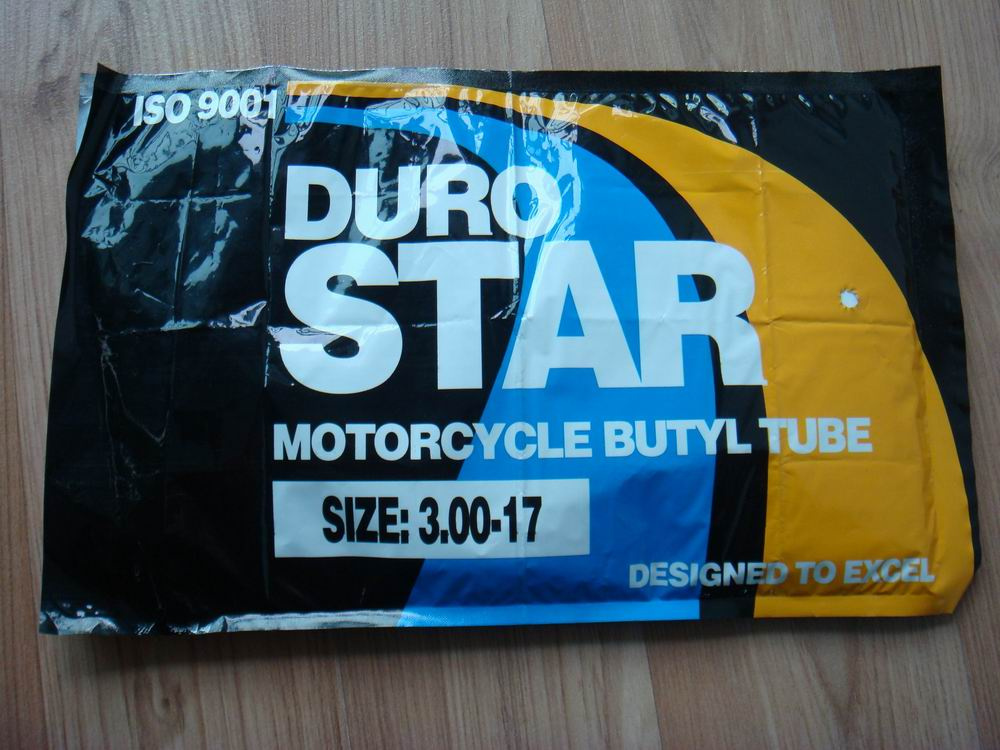 ISO 9001
DURO
STAR
MOTORCYCLE BUTYL TUBE
SIZE: 3.00-17
DESIGNED TO EXCEL